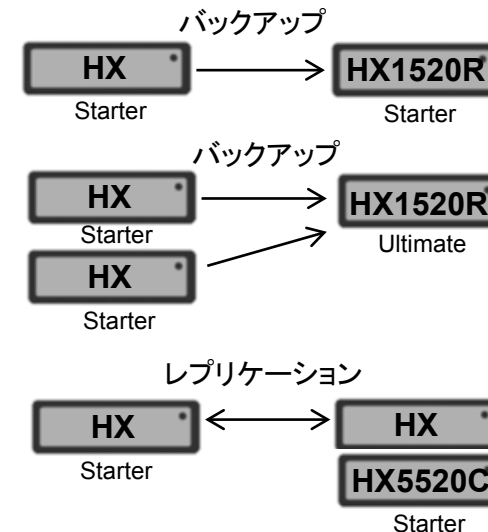 バックアップ
HX HX1520R
Starter Starter
バックアップ
HX HX1520R
Starter Ultimate
HX
Starter
レプリケーション
HX HX
Starter HX5520C
Starter